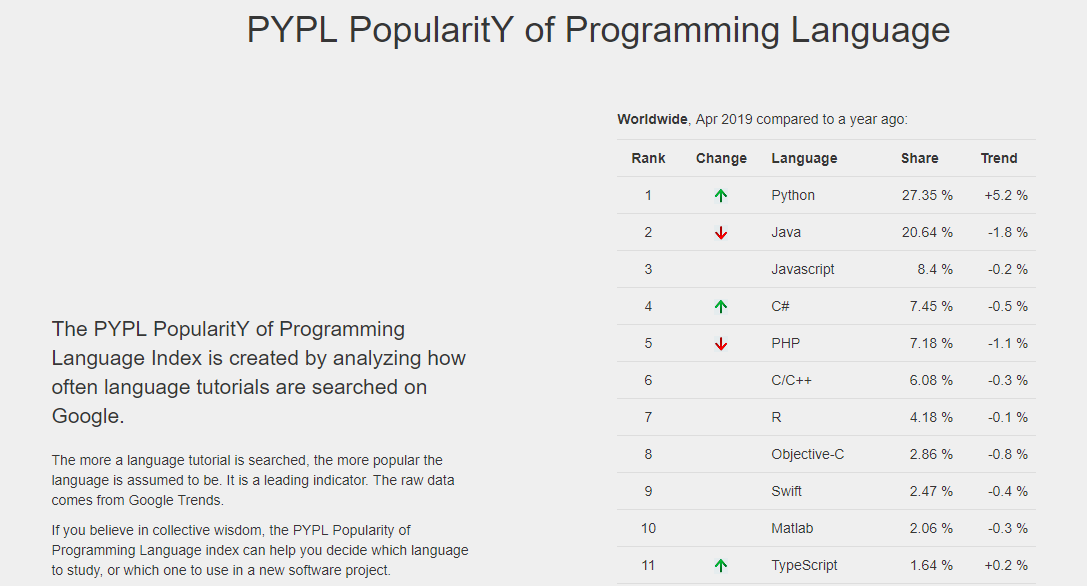 PYPL PopularitY of Programming Language
The PYPL PopularitY of Programming
Language Index is created by analyzing how
often language tutorials are searched on
Google.
The more a language tutorial is searched, the more popular the
language is assumed to be. It is a leading indicator. The raw data
comes from Google Trends.
If you believe in collective wisdom, the PYPL Popularity of
Programming Language index can help you decide which language
to study, or which one to use in a new software project.
Worldwide, Apr 2019 compared to a year ago:
Rank Change Language Share Trend
1 Python 27.35 % +5.2 %
2 Java 20.64 % -1.8 %
3 Javascript 8.4 % -0.2 %
4 C# 7.45 % -0.5 %
5 PHP 7.18 % -1.1 %
6 C/C++ 6.08 % -0.3 %
7 R 4.18 % -0.1 %
8 Objective-C 2.86 % -0.8 %
9 Swift 2.47 % -0.4 %
10 Matlab 2.06 % -0.3 %
11 TypeScript 1.64 % +0.2 %